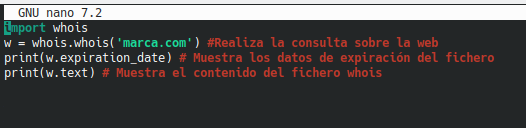 GNU nano 7.2
import whois
w = whois.whois('marca.com') #Realiza la consulta sobre la web
print(w.expiration_date) # Muestra los datos de expiración del fichero
print(w.text) # Muestra el contenido del fichero whois